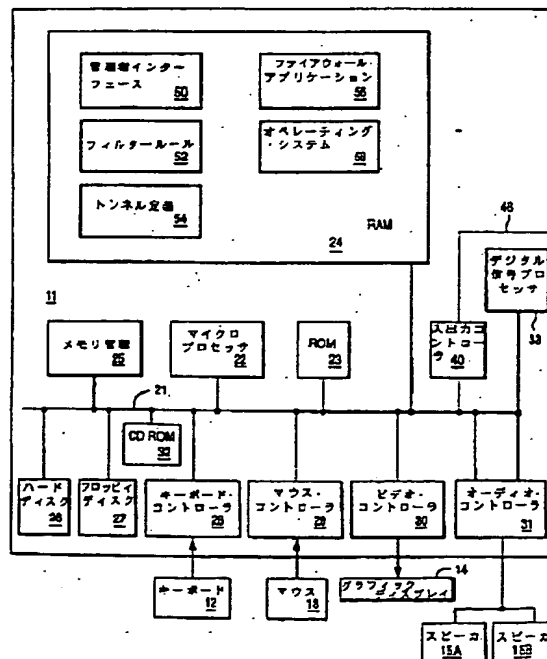 管理者インター
フェース
50
ファイアウォール・
アプリケーション
56
フィルタールール
52
オペレーティング・
システム
58
トンネル定義
54
RAM
24
46
デジタル
信号プロセ
ッサ
33
11
メモリ管理
25
マイクロ
プロセッサ
22
ROM
23
入出力コ
ントロー
ラ
40
21
CD ROM
32
ハード
ディスク
26
フロッピィ
ディスク
27
キーボード・
コントローラ
28
マウス・
コントローラ
29
ビデオ・
コントローラ
30
オーディオ・
コントローラ
31
キーボード
12
マウス
13
グラフィック
ディスプレイ
14
スピーカ
15A
スピーカ
15B